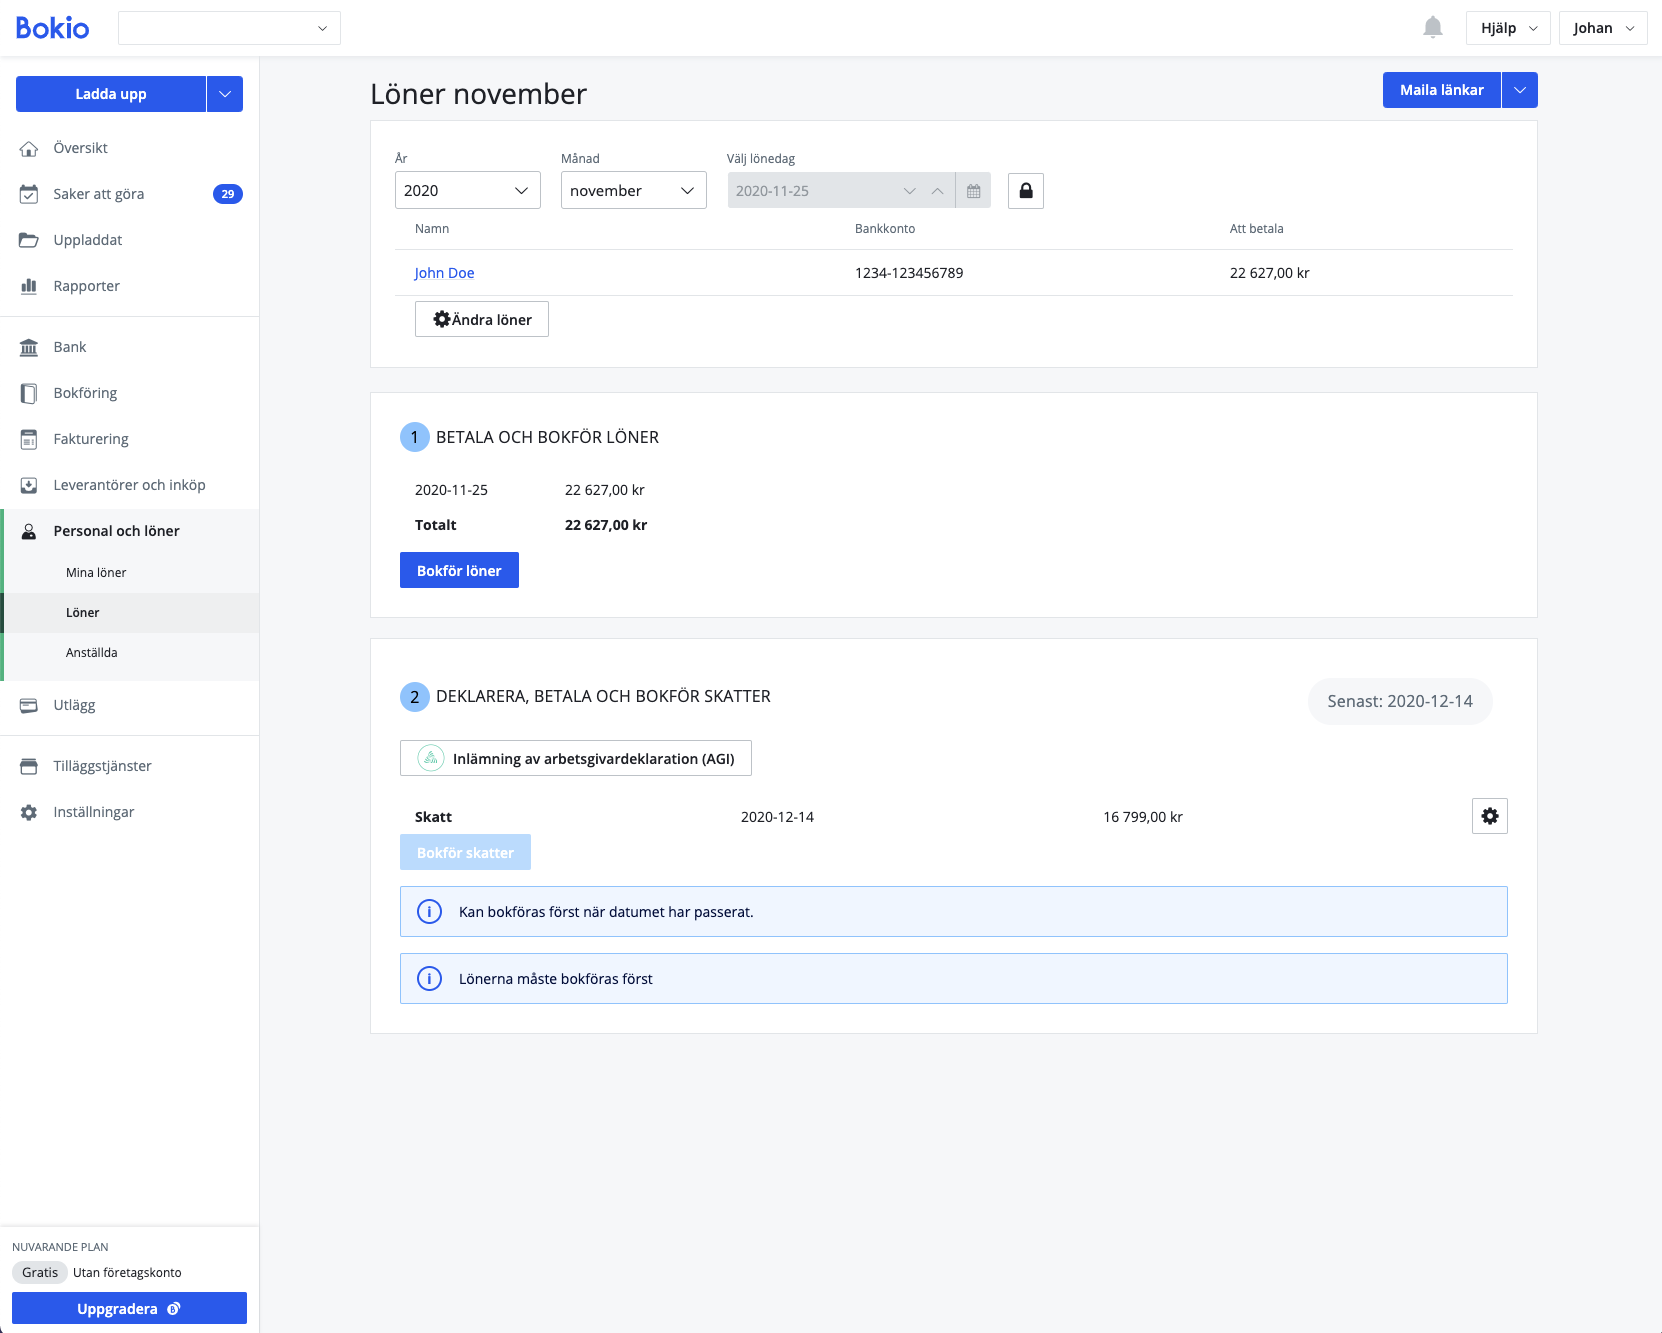 Bokio
Hjälp
Johan
Ladda upp
Översikt
Saker att göra 29
Uppladdat
Rapporter
Bank
Bokföring
Fakturering
Leverantörer och inköp
Personal och löner
Mina löner
Löner
Anställda
Utlägg
Tilläggstjänster
Inställningar
NUVARANDE PLAN
Gratis Utan företagskonto
Uppgradera
Löner november
Maila länkar
År Månad Välj lönedag
2020 november 2020-11-25
Namn Bankkonto Att betala
John Doe 1234-123456789 22 627,00 kr
Ändra löner
1 BETALA OCH BOKFÖR LÖNER
2020-11-25 22 627,00 kr
Totalt 22 627,00 kr
Bokför löner
2 DEKLARERA, BETALA OCH BOKFÖR SKATTER
Senast: 2020-12-14
Inlämning av arbetsgivardeklaration (AGI)
Skatt 2020-12-14 16 799,00 kr
Bokför skatter
Kan bokföras först när datumet har passerat.
Lönerna måste bokföras först